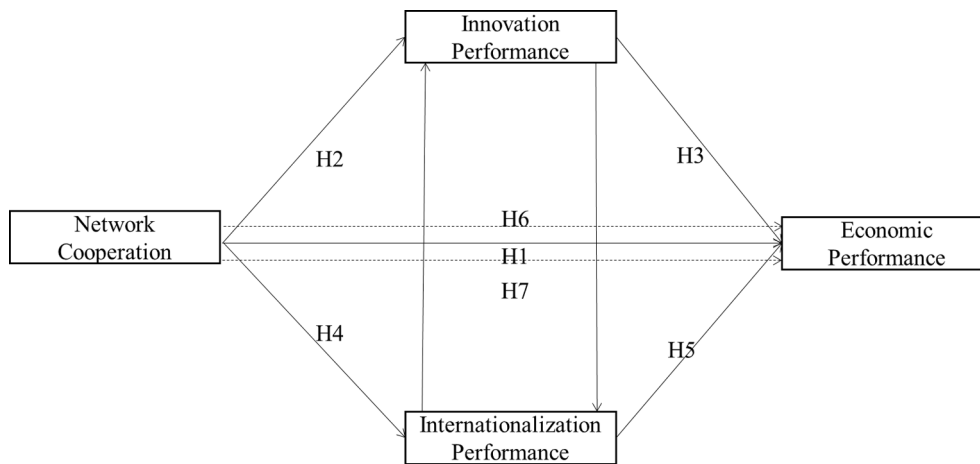 Innovation
Performance
H2
H3
Network
Cooperation
H6
H1
H7
Economic
Performance
H4
H5
Internationalization
Performance